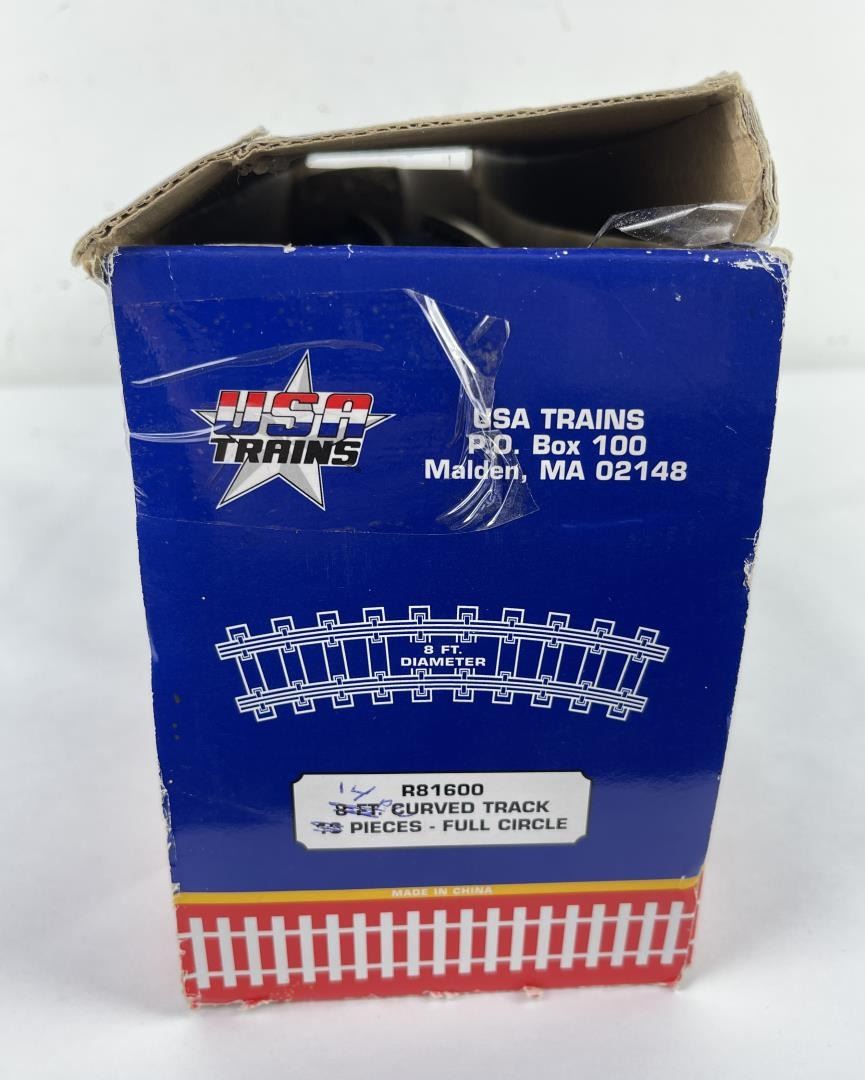 USA
TRAINS
USA TRAINS
P.O. Box 100
Malden, MA 02148
8 FT.
DIAMETER
R81600
14
8 FT. CURVED TRACK
PIECES - FULL CIRCLE
MADE IN CHINA